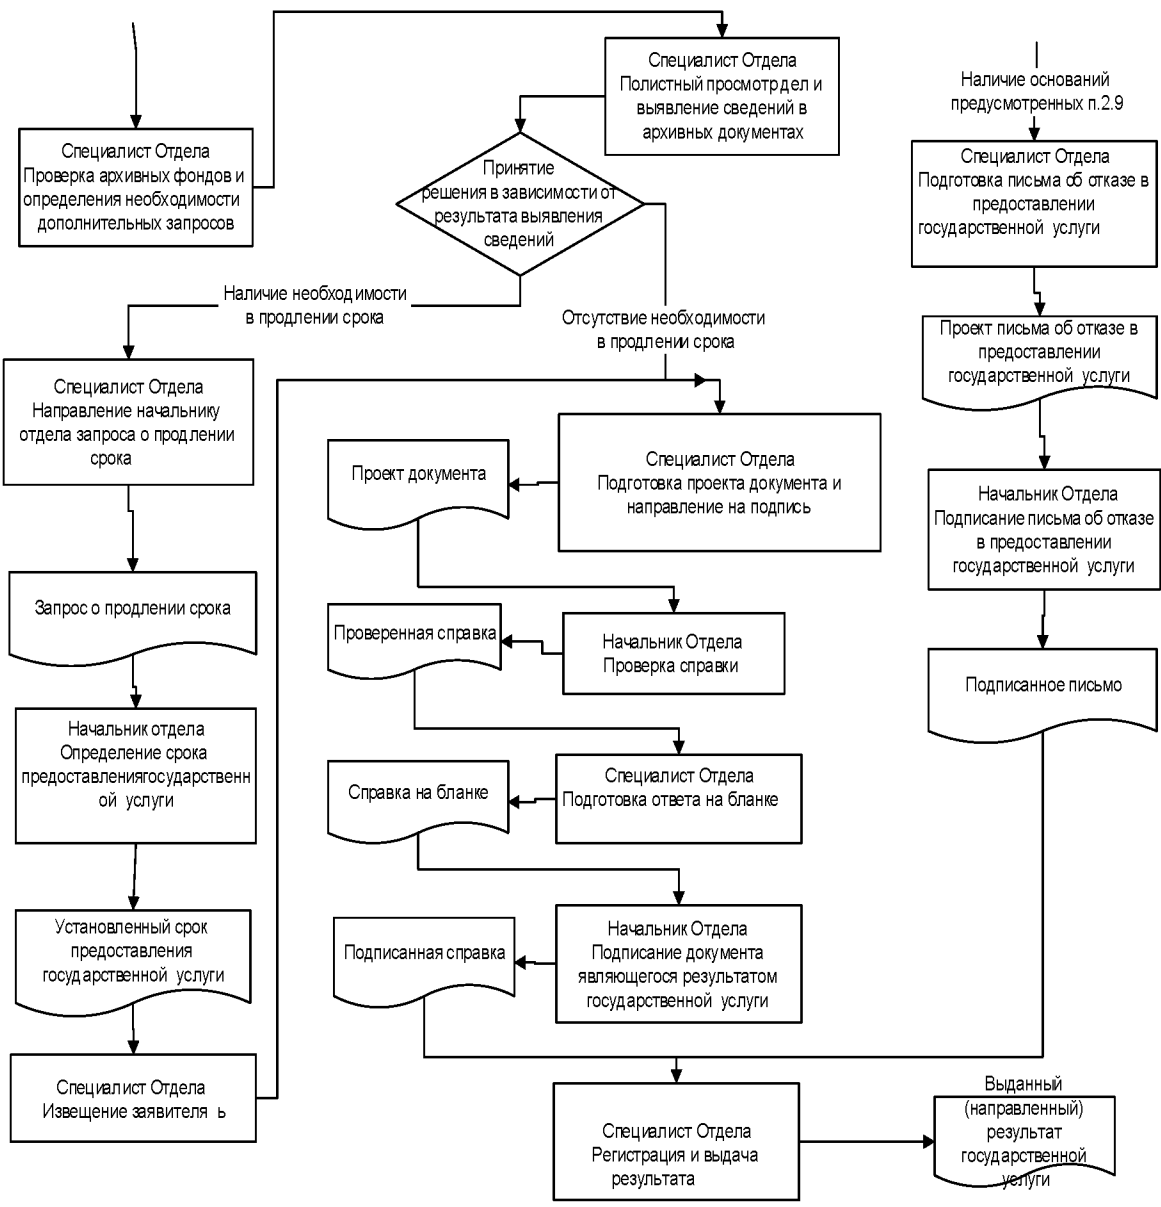 Специалист Отдела
Проверка архивных фондов и
определения необходимости
дополнительных запросов
Специалист Отдела
Полистный просмотр дел и
выявление сведений в
архивных документах
Принятие
решения в зависимости от
результата выявления
сведений
Наличие необходимости
в продлении срока
Отсутствие необходимости
в продлении срока
Специалист Отдела
Направление начальнику
отдела запроса о продлении
срока
Запрос о продлении срока
Начальник отдела
Определение срока
предоставлениягосударственн
ой услуги
Установленный срок
предоставления
государственной услуги
Специалист Отдела
Извещение заявителя ь
Специалист Отдела
Подготовка проекта документа и
направление на подпись
Проект документа
Начальник Отдела
Проверка справки
Проверенная справка
Специалист Отдела
Подготовка ответа на бланке
Справка на бланке
Начальник Отдела
Подписание документа
являющегося результатом
государственной услуги
Подписанная справка
Наличие оснований
предусмотренных п.2.9
Специалист Отдела
Подготовка письма об отказе в
предоставлении
государственной услуги
Проект письма об отказе в
предоставлении
государственной услуги
Начальник Отдела
Подписание письма об отказе
в предоставлении
государственной услуги
Подписанное письмо
Специалист Отдела
Регистрация и выдача
результата
Выданный
(направленный)
результат
государственной
услуги